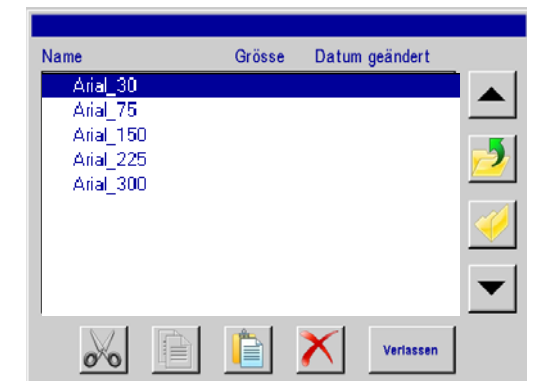 Name Grösse Datum geändert
Arial_30
Arial_75
Arial_150
Arial_225
Arial_300
Verlassen